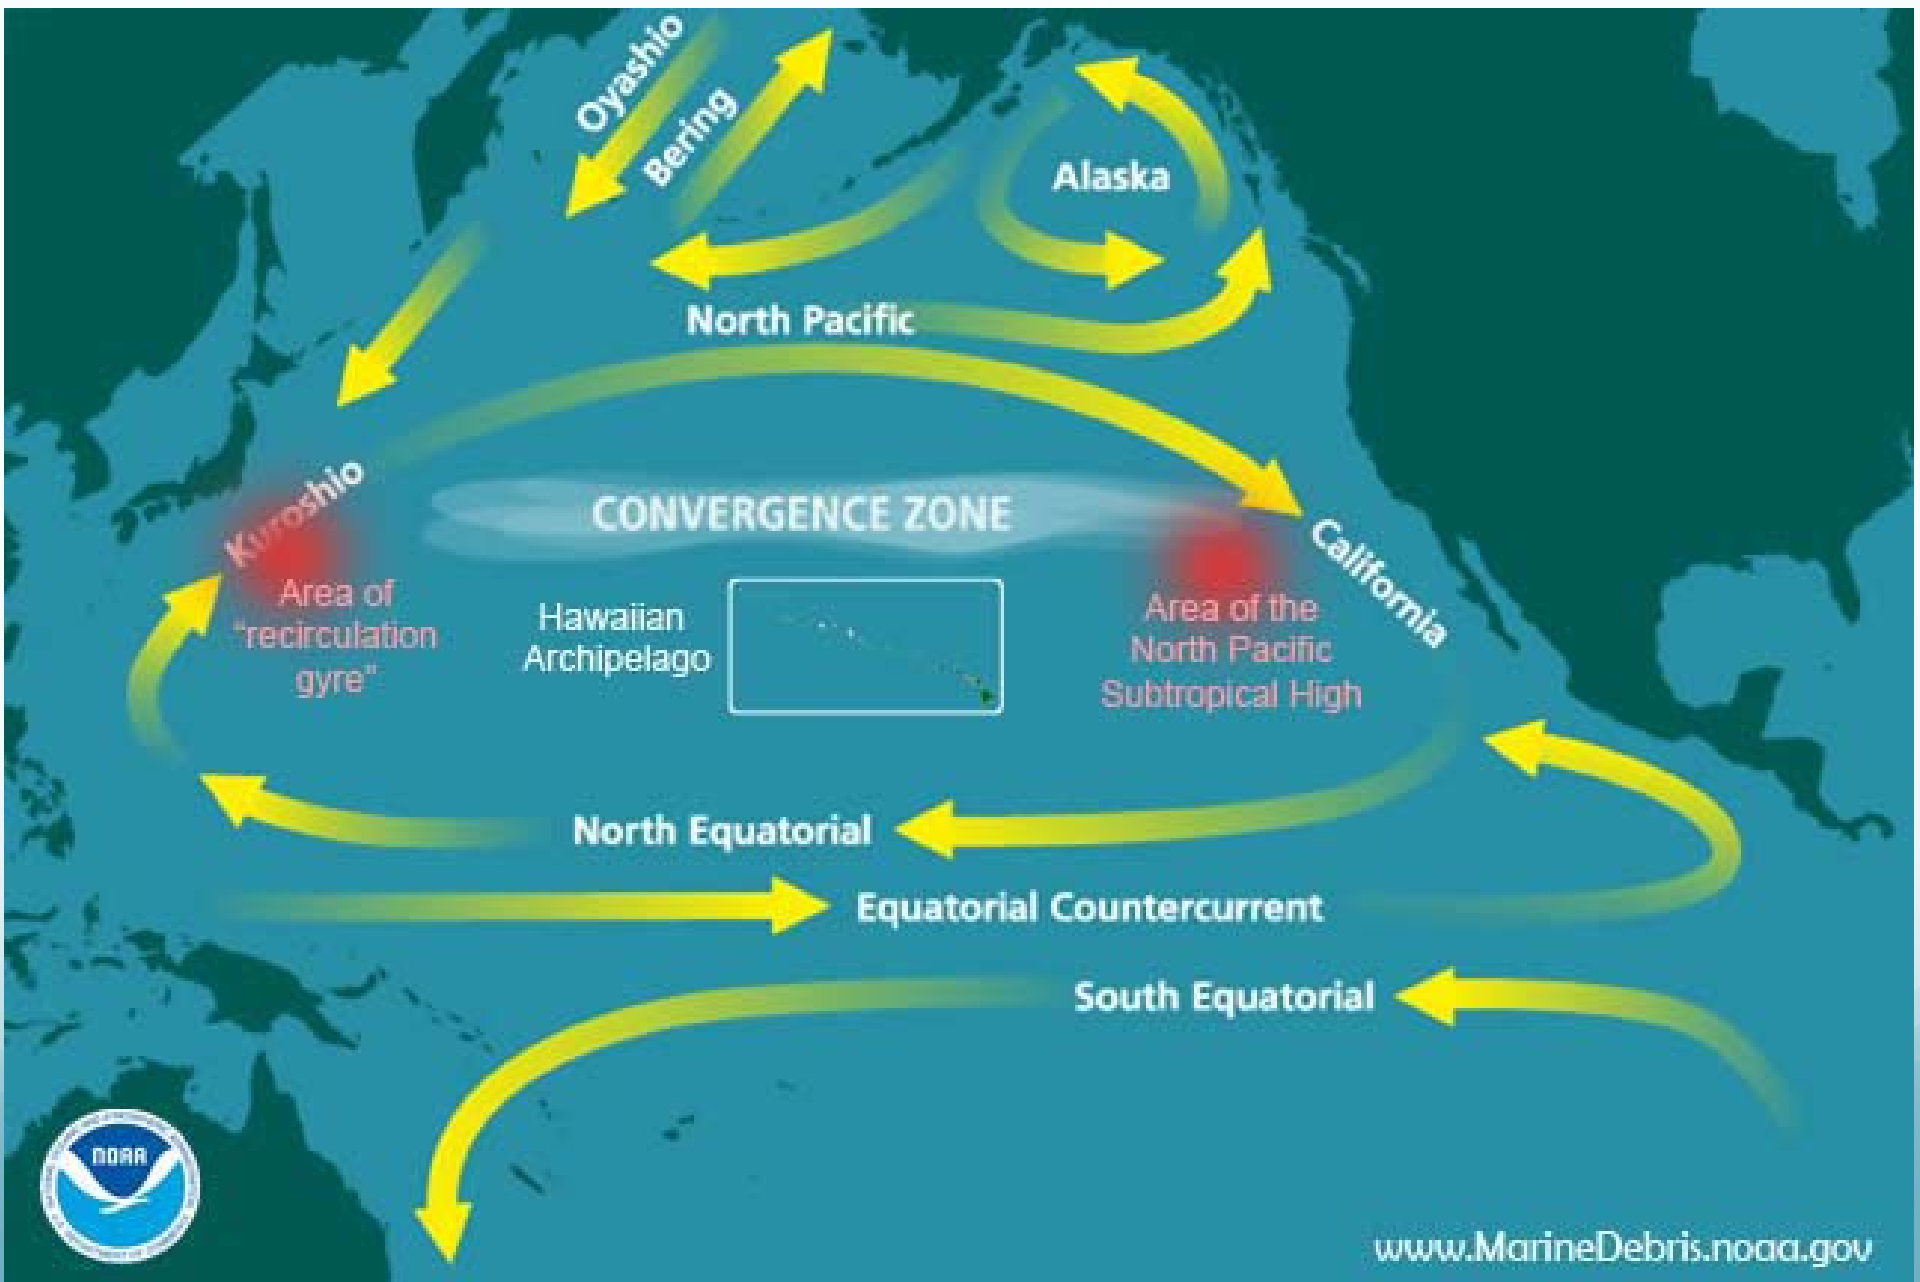 Oyashio
Bering
Alaska
North Pacific
Kuroshio
CONVERGENCE ZONE
California
Area of
“recirculation
gyre”
Hawaiian
Archipelago
Area of the
North Pacific
Subtropical High
North Equatorial
Equatorial Countercurrent
South Equatorial
NOAA
www.MarineDebris.noaa.gov